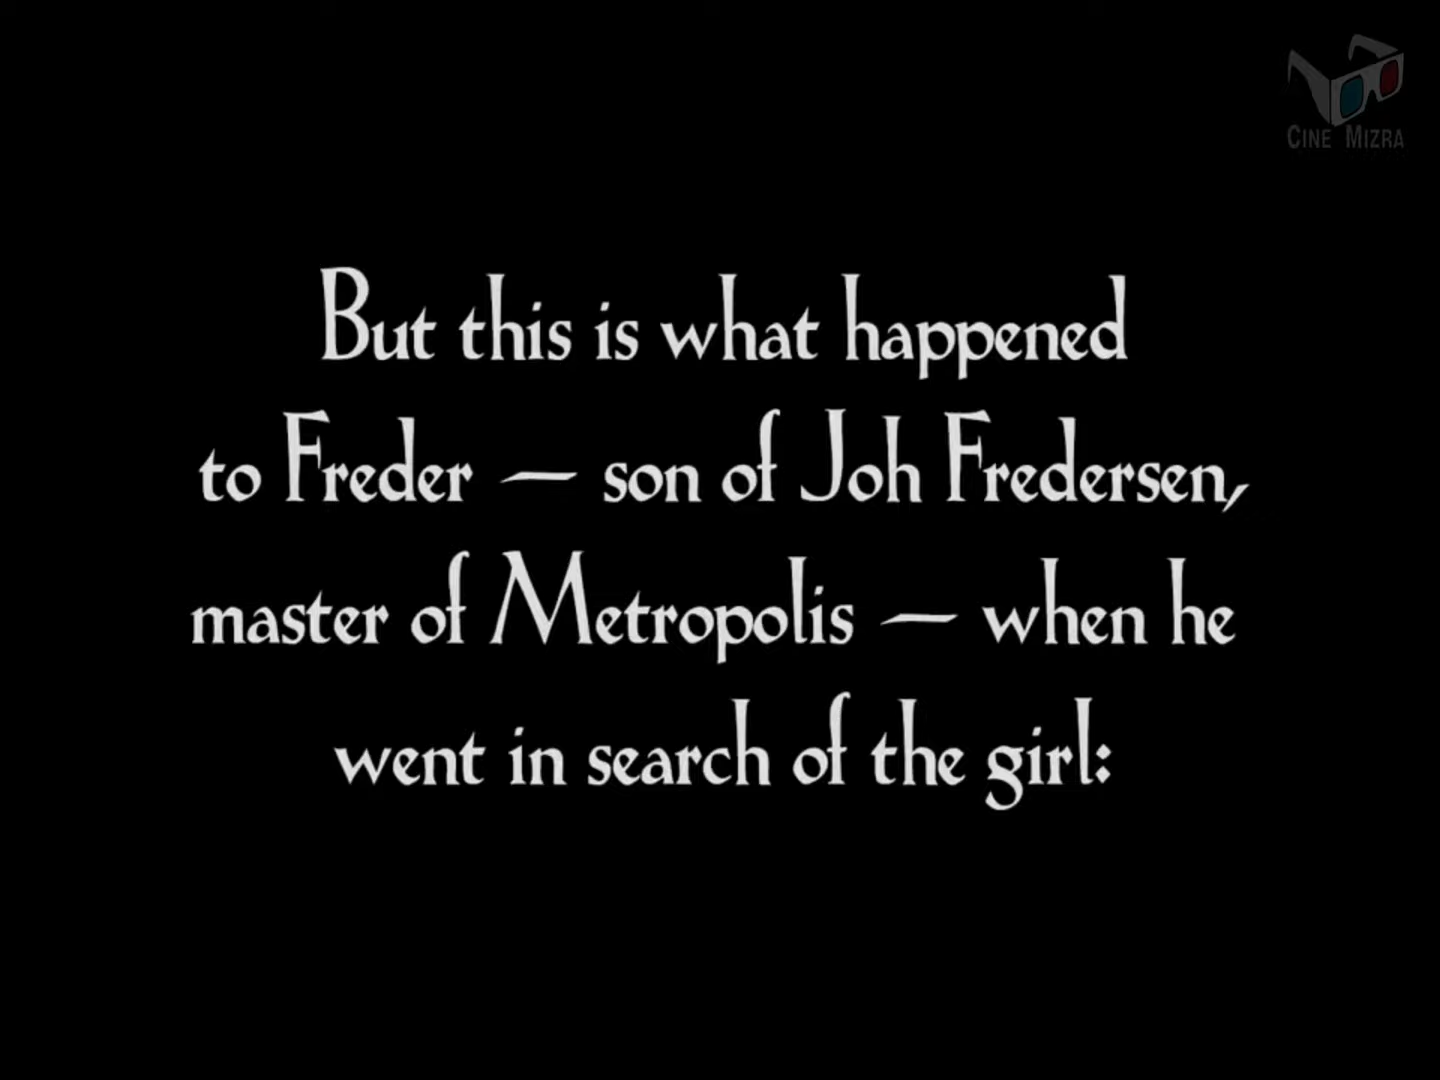 CINE MIZRA
But this is what happened
to Freder — son of Joh Fredersen,
master of Metropolis — when he
went in search of the girl: